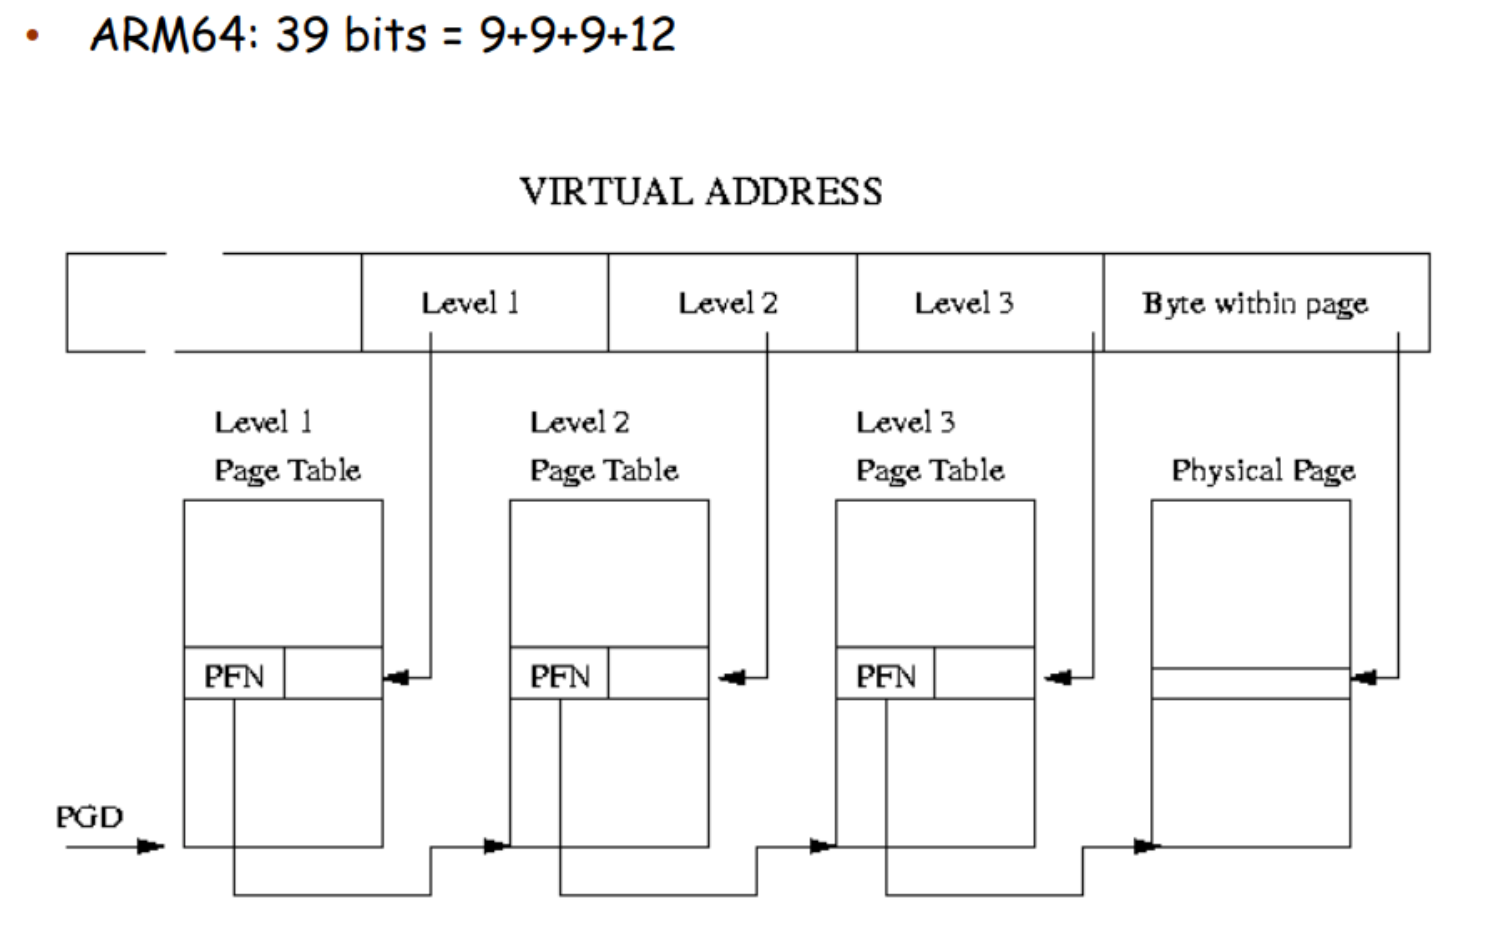 • ARM64: 39 bits = 9+9+9+12
VIRTUAL ADDRESS
Level 1
Level 2
Level 3
Byte within page
Level 1
Page Table
Level 2
Page Table
Level 3
Page Table
Physical Page
PFN
PFN
PFN
PGD